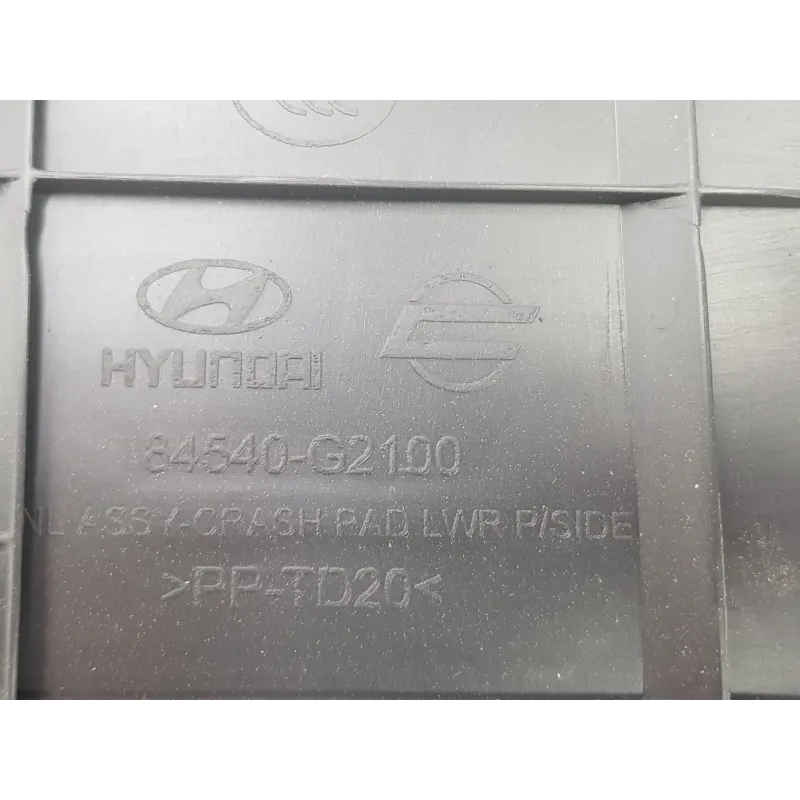 HYUNDAI
84540-G2100
NL ASSY-CRASH PAD LWR P/SIDE
>PP-TD20<